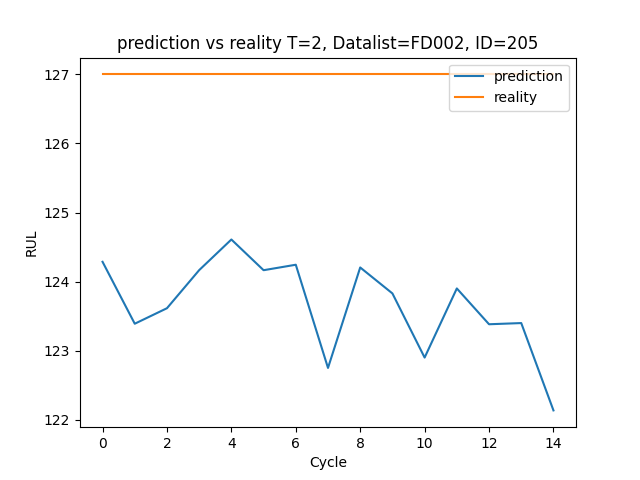 prediction vs reality T=2, Datalist=FD002, ID=205
127
126
125
124
123
122
RUL
prediction
reality
0 2 4 6 8 10 12 14
Cycle